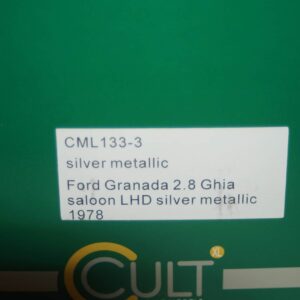 CML133-3
silver metallic
Ford Granada 2.8 Ghia
saloon LHD silver metallic
1978
CULT
XL